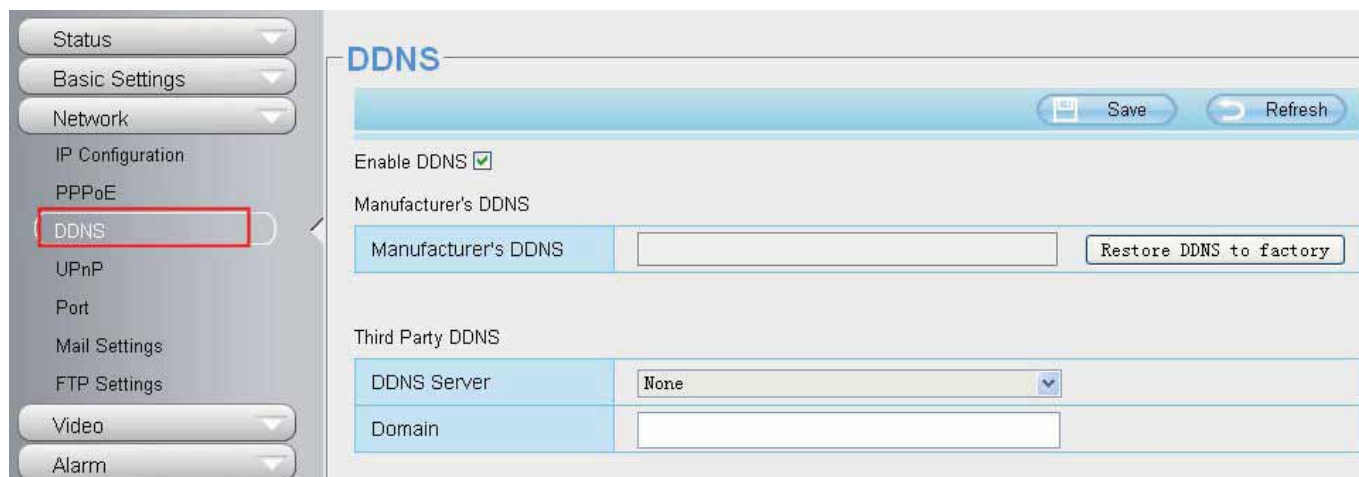 Status
Basic Settings
Network
IP Configuration
PPPoE
DDNS
UPnP
Port
Mail Settings
FTP Settings
Video
Alarm
DDNS
Save
Refresh
Enable DDNS
Manufacturer's DDNS
Manufacturer's DDNS
Restore DDNS to factory
Third Party DDNS
DDNS Server
None
Domain